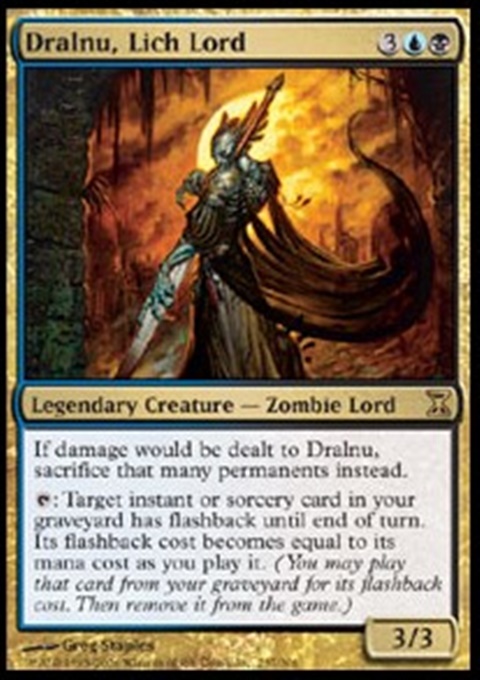 Dralnu, Lich Lord 3
Legendary Creature — Zombie Lord
If damage would be dealt to Dralnu,
sacrifice that many permanents instead.
: Target instant or sorcery card in your
graveyard has flashback until end of turn.
Its flashback cost becomes equal to its
mana cost as you play it. (You may play
that card from your graveyard for its flashback
cost. Then remove it from the game.)
Greg Staples
3/3